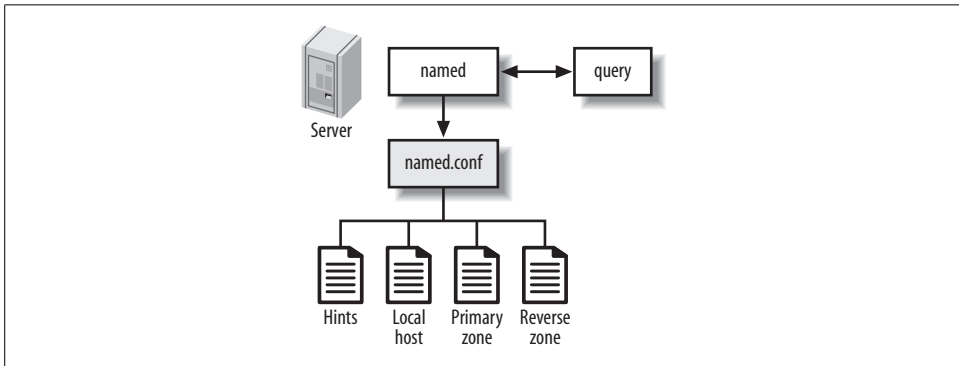 named
query
Server
named.conf
Hints
Local
host
Primary
zone
Reverse
zone